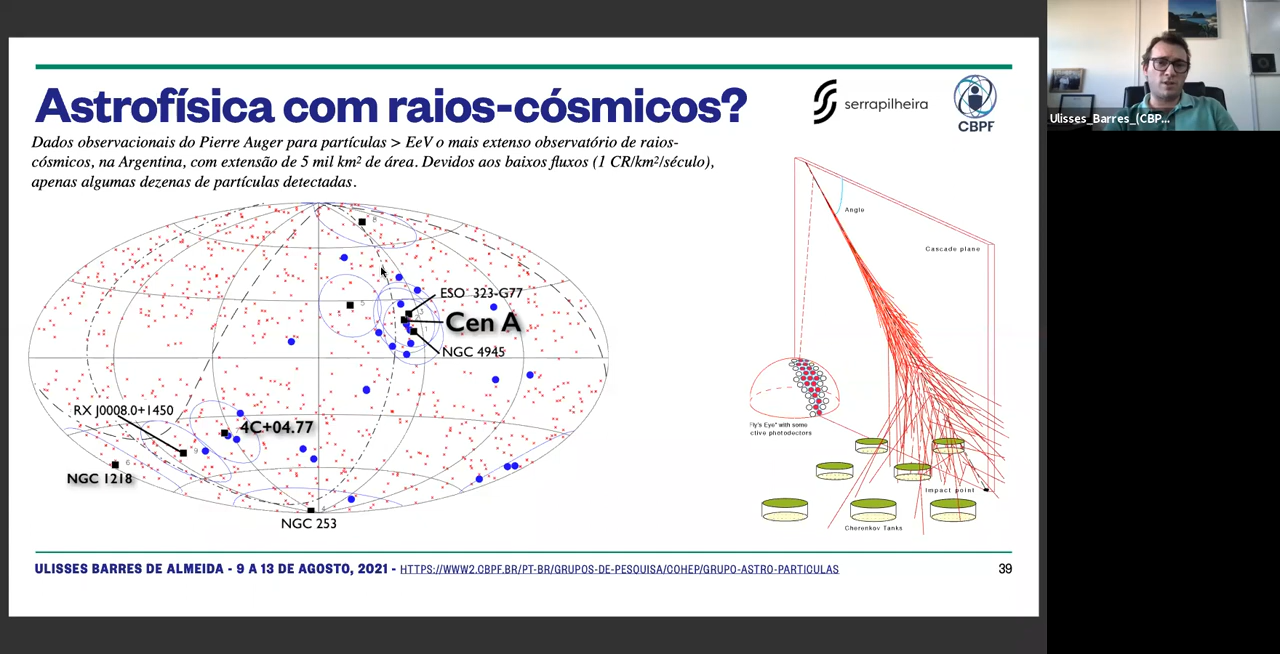 Astrofísica com raios-cósmicos?
serrapilheira
CBPF
Dados observacionais do Pierre Auger para partículas > EeV o mais extenso observatório de raios-
cósmicos, na Argentina, com extensão de 5 mil km² de área. Devidos aos baixos fluxos (1 CR/km²/século),
apenas algumas dezenas de partículas detectadas.
8
5
ESO 323-G77
3
Cen A
NGC 4945
RX J0008.0+1450
4C+04.77
9
6
NGC 1218
NGC 253
Angle
Cascade plane
Fly's Eye" with some
ctive photodectors
Impact point
Cherenkov Tanks
ULISSES BARRES DE ALMEIDA - 9 A 13 DE AGOSTO, 2021 - HTTPS://WWW2.CBPF.BR/PT-BR/GRUPOS-DE-PESQUISA/COHEP/GRUPO-ASTRO-PARTICULAS
39
Ulisses_Barres_(CBP...